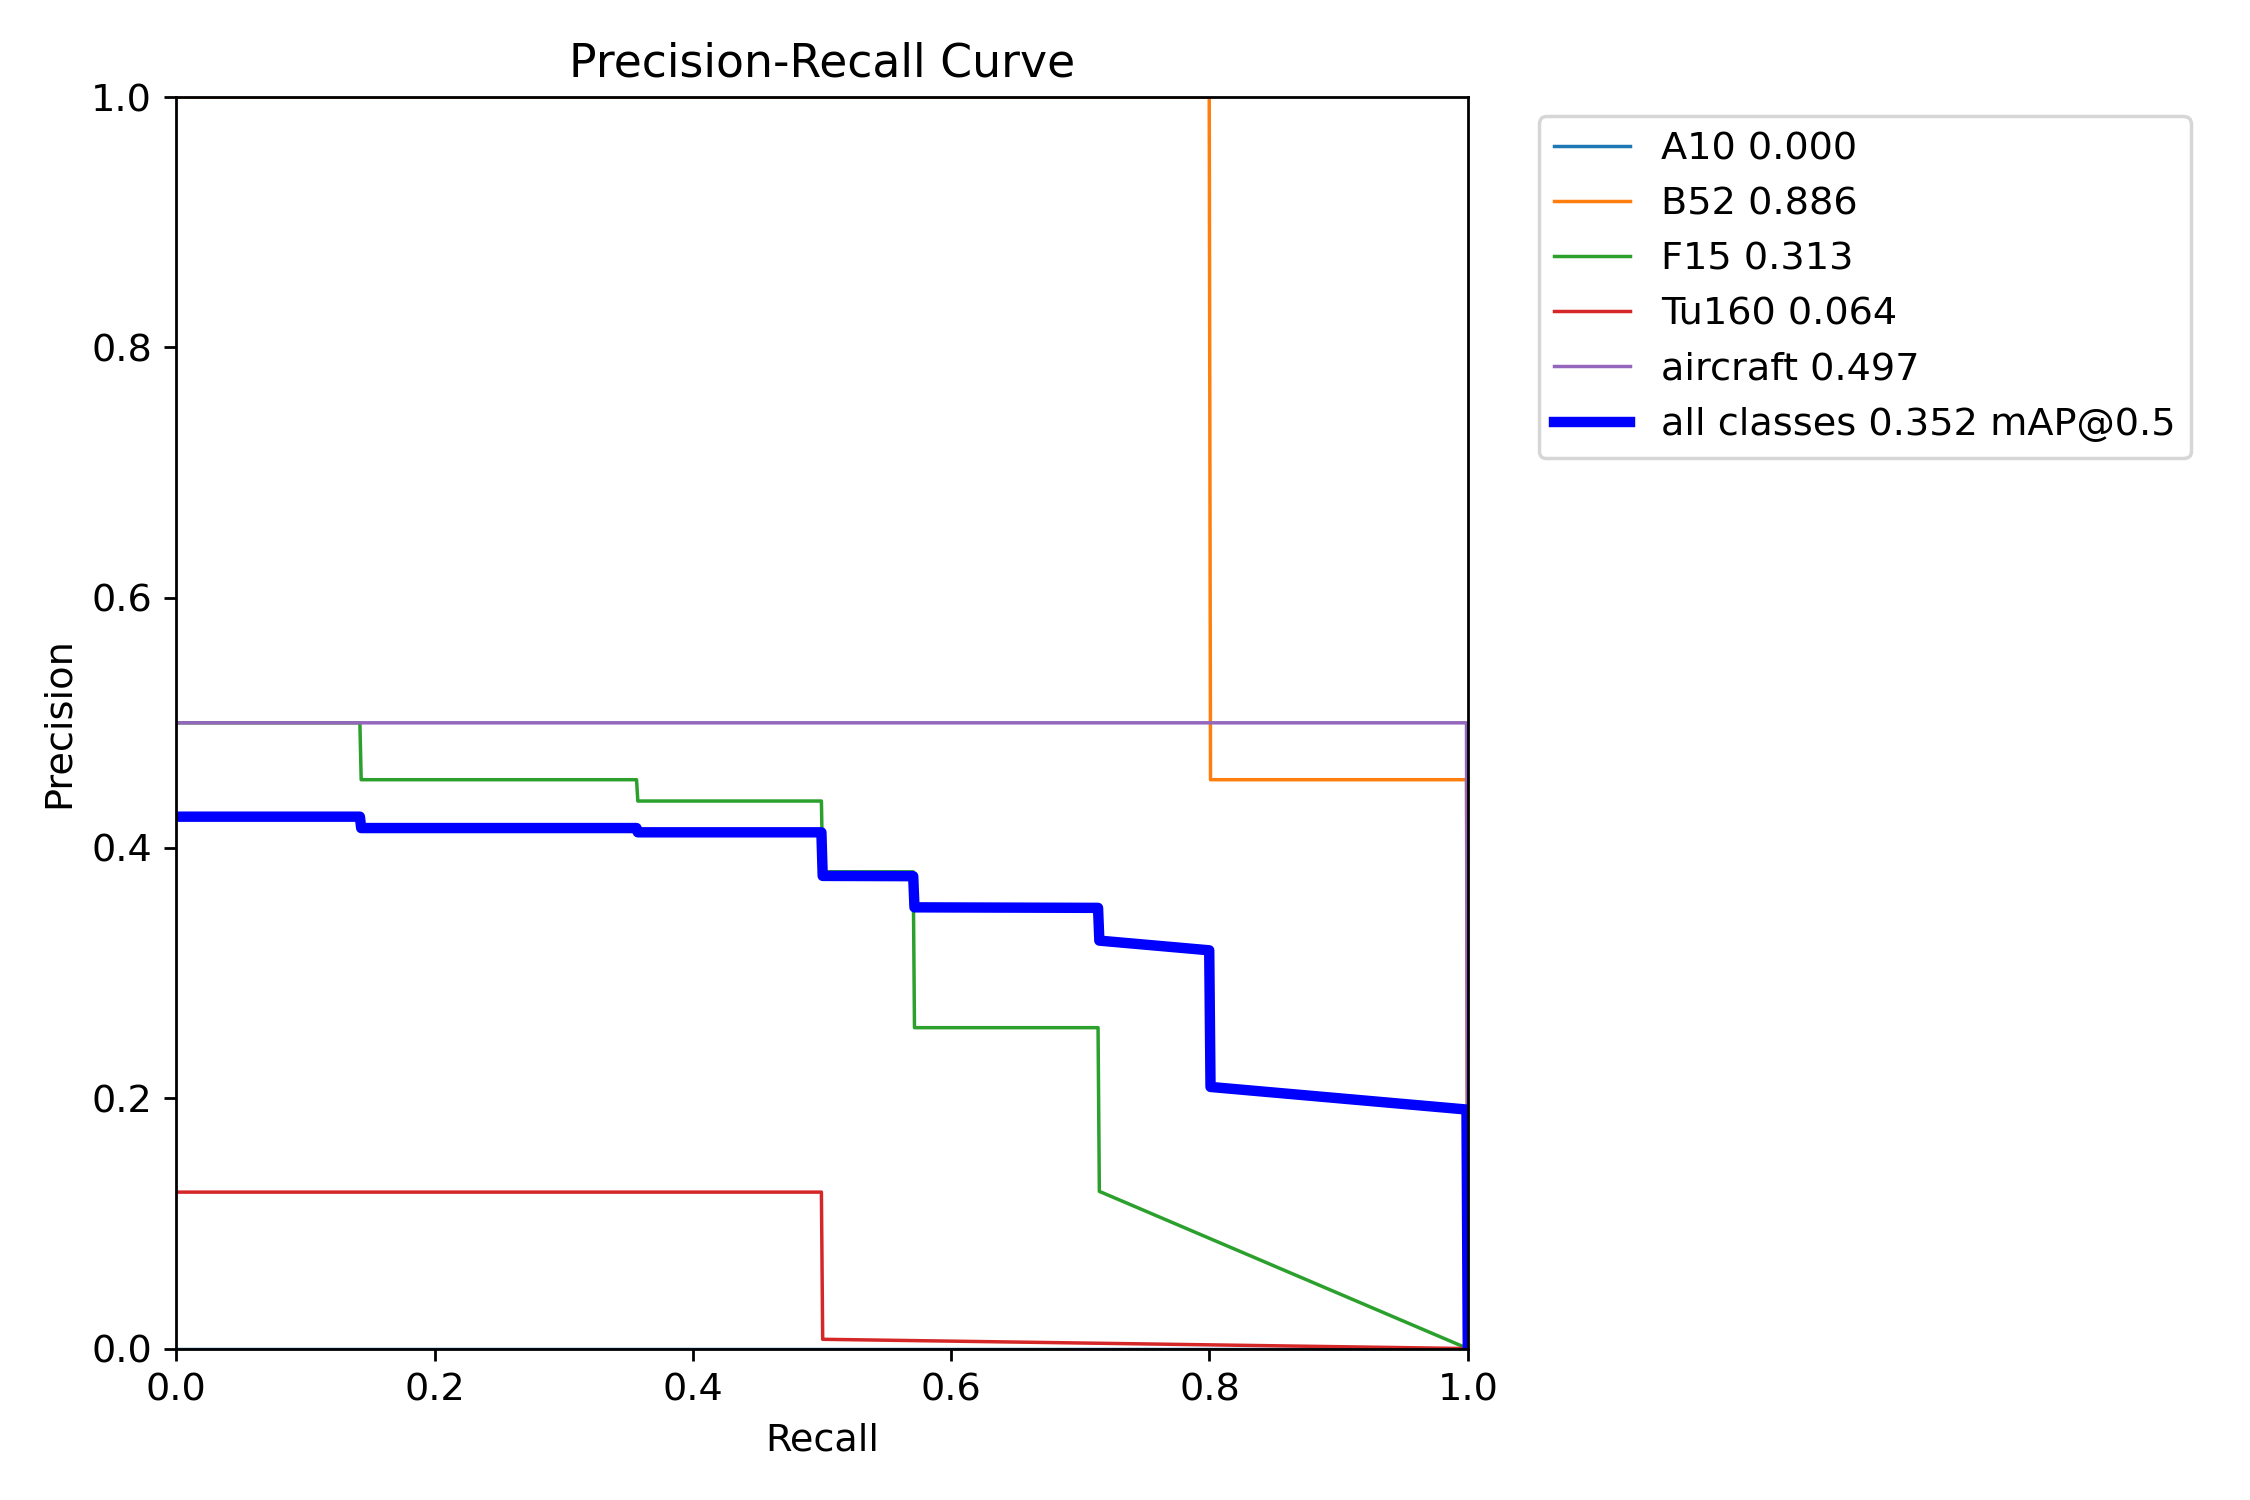 Precision-Recall Curve
1.0
0.8
0.6
0.4
0.2
0.0
Precision
0.0 0.2 0.4 0.6 0.8 1.0
Recall
A10 0.000
B52 0.886
F15 0.313
Tu160 0.064
aircraft 0.497
all classes 0.352 mAP@0.5